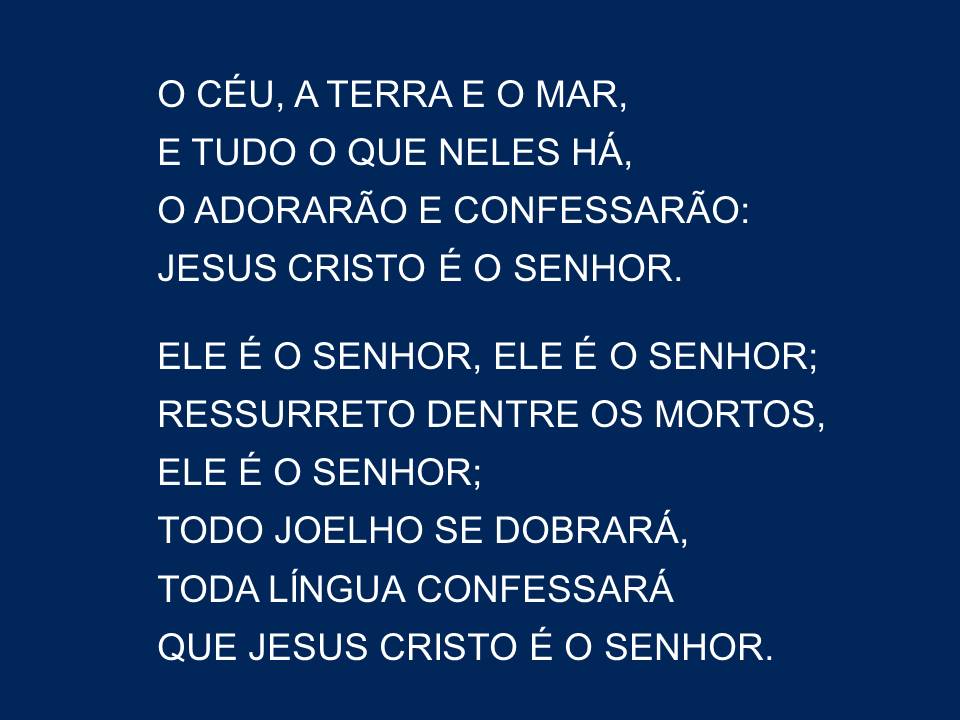 O CÉU, A TERRA E O MAR,
E TUDO O QUE NELES HÁ,
O ADORARÃO E CONFESSARÃO:
JESUS CRISTO É O SENHOR.
ELE É O SENHOR, ELE É O SENHOR;
RESSURRETO DENTRE OS MORTOS,
ELE É O SENHOR;
TODO JOELHO SE DOBRARÁ,
TODA LÍNGUA CONFESSARÁ
QUE JESUS CRISTO É O SENHOR.